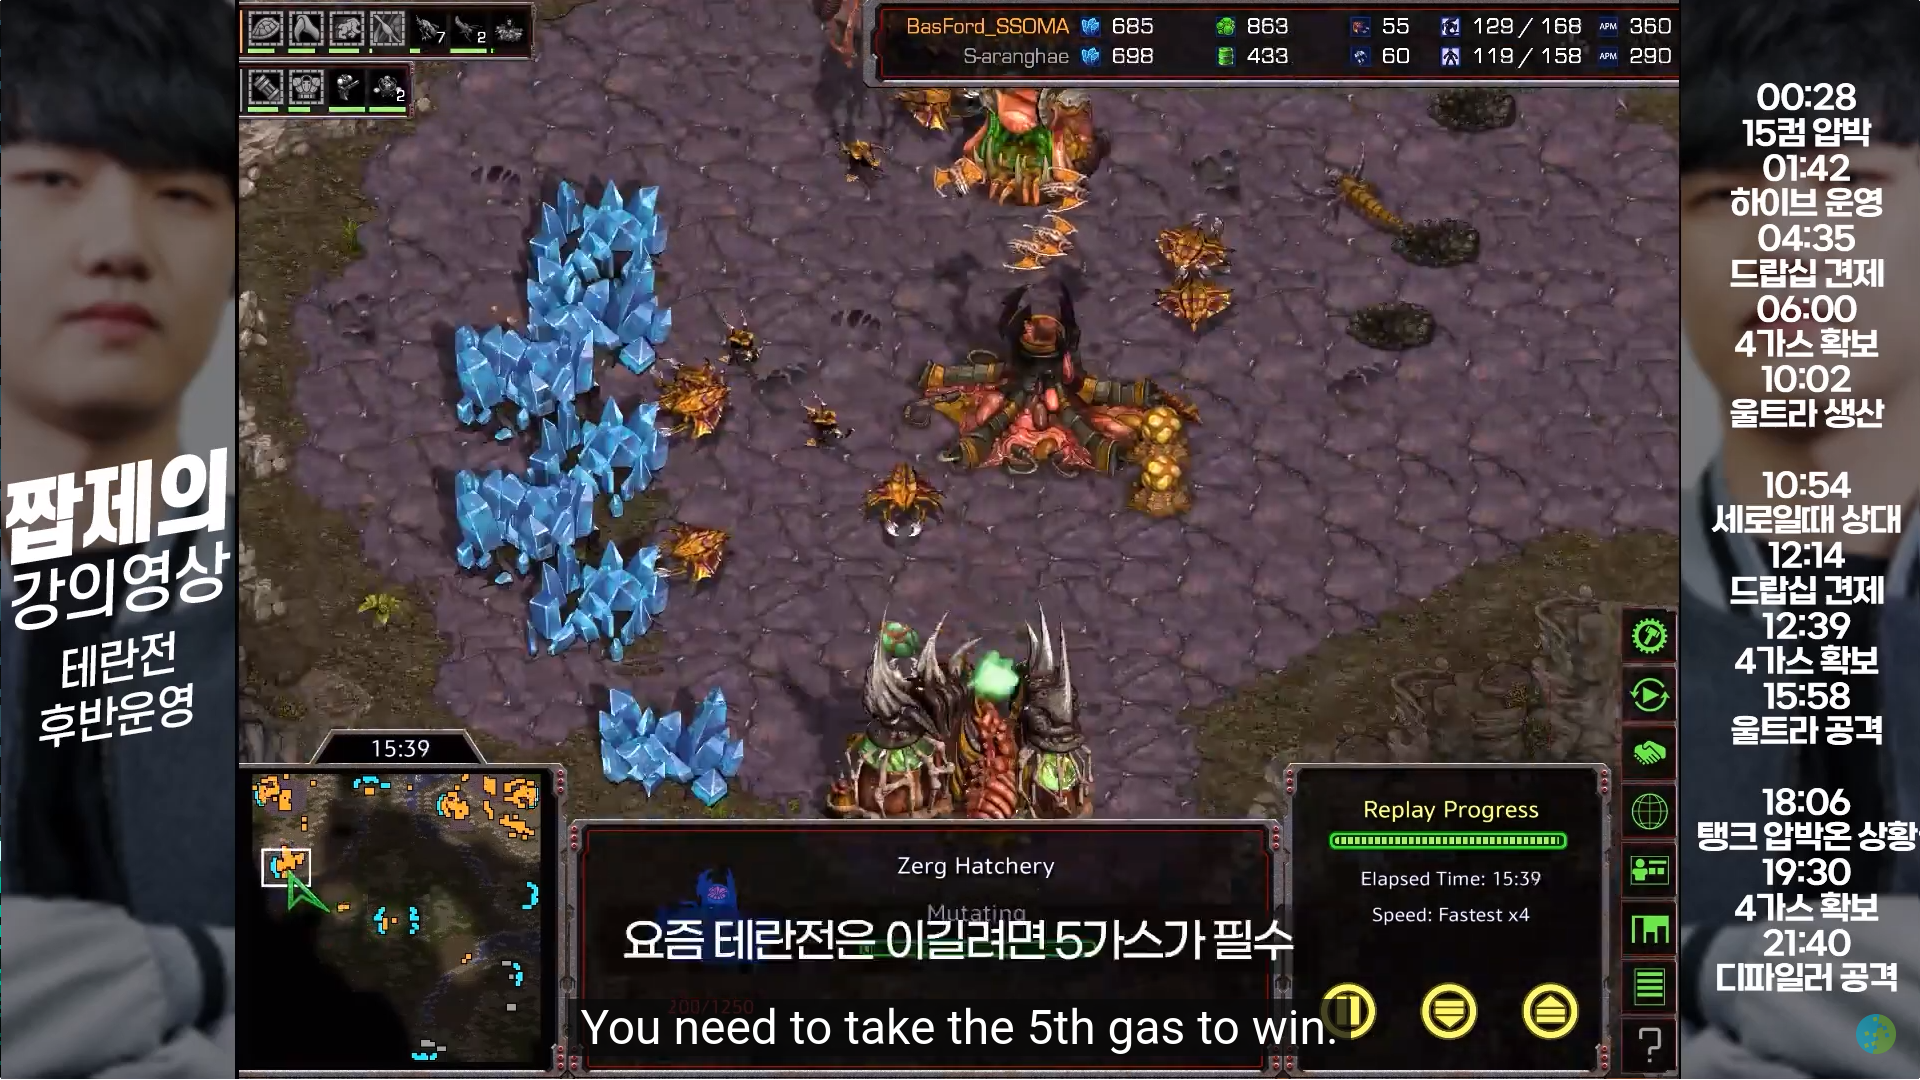 7
2
2
BasFord_SSOMA 685 863 55 129 / 168 APM 360
S-aranghae 698 433 60 119 / 158 APM 290
짭제의
강의영상
테란전
후반운영
00:28
15컴 압박
01:42
하이브 운영
04:35
드랍십 견제
06:00
4가스 확보
10:02
울트라 생산
10:54
세로일때 상대
12:14
드랍십 견제
12:39
4가스 확보
15:58
울트라 공격
18:06
탱크 압박온 상황
19:30
4가스 확보
21:40
디파일러 공격
15:39
Zerg Hatchery
Mutating
200/1250
Replay Progress
Elapsed Time: 15:39
Speed: Fastest x4
요즘 테란전은 이길려면 5가스가 필수
You need to take the 5th gas to win.
?